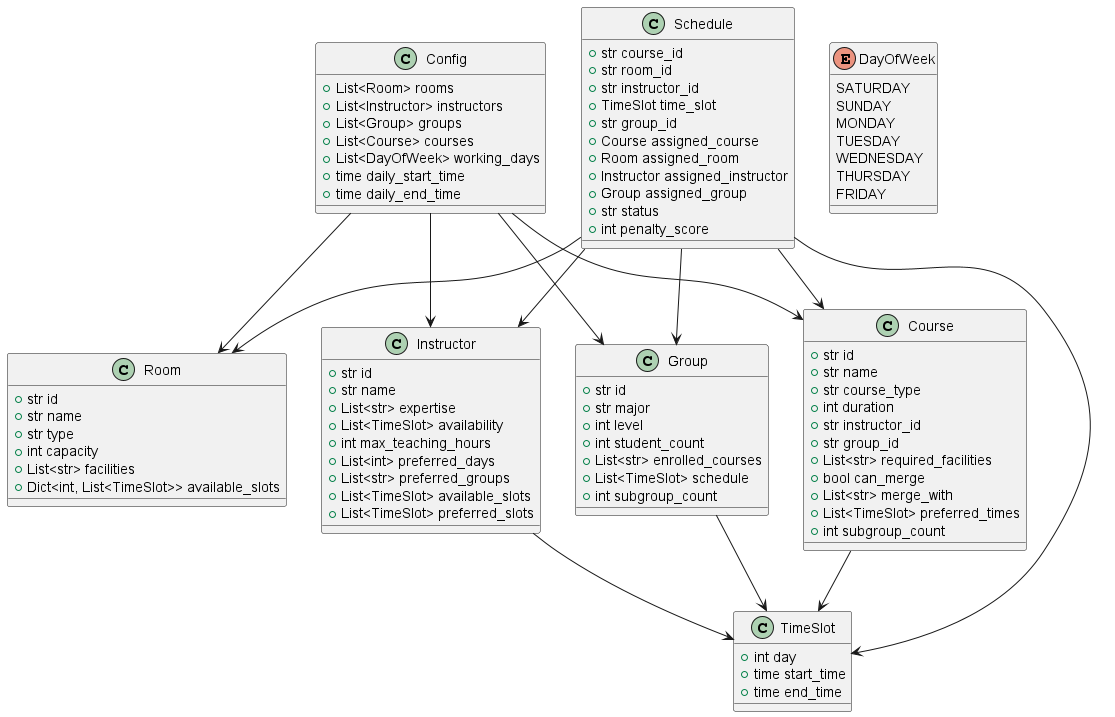 C Config
List<Room> rooms
List<Instructor> instructors
List<Group> groups
List<Course> courses
List<DayOfWeek> working_days
time daily_start_time
time daily_end_time
C Schedule
str course_id
str room_id
str instructor_id
TimeSlot time_slot
str group_id
Course assigned_course
Room assigned_room
Instructor assigned_instructor
Group assigned_group
str status
int penalty_score
E DayOfWeek
SATURDAY
SUNDAY
MONDAY
TUESDAY
WEDNESDAY
THURSDAY
FRIDAY
C Room
str id
str name
str type
int capacity
List<str> facilities
Dict<int, List<TimeSlot>> available_slots
C Instructor
str id
str name
List<str> expertise
List<TimeSlot> availability
int max_teaching_hours
List<int> preferred_days
List<str> preferred_groups
List<TimeSlot> available_slots
List<TimeSlot> preferred_slots
C Group
str id
str major
int level
int student_count
List<str> enrolled_courses
List<TimeSlot> schedule
int subgroup_count
C Course
str id
str name
str course_type
int duration
str instructor_id
str group_id
List<str> required_facilities
bool can_merge
List<str> merge_with
List<TimeSlot> preferred_times
int subgroup_count
C TimeSlot
int day
time start_time
time end_time